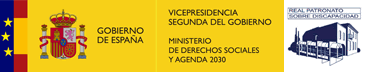 GOBIERNO
DE ESPAÑA
VICEPRESIDENCIA
SEGUNDA DEL GOBIERNO
MINISTERIO
DE DERECHOS SOCIALES
Y AGENDA 2030
REAL PATRONATO
SOBRE DISCAPACIDAD